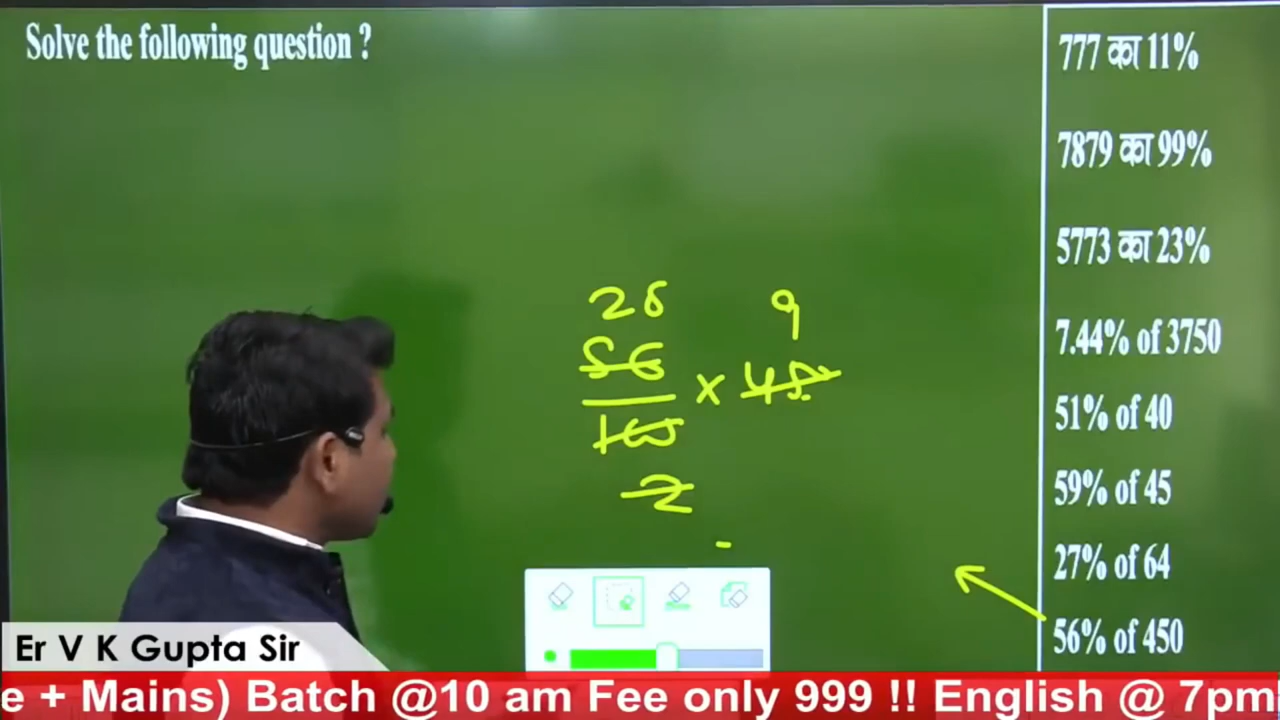 Solve the following question ?
777 का 11%
7879 का 99%
5773 का 23%
7.44% of 3750
51% of 40
59% of 45
27% of 64
56% of 450
28 9
56
× 450
100
2
Er V K Gupta Sir
e + Mains) Batch @10 am Fee only 999 !! English @ 7pm